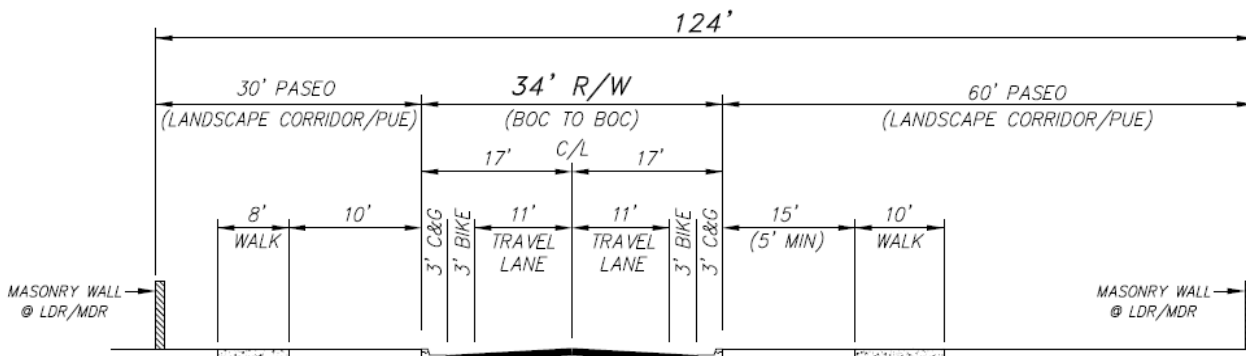 124'
30' PASEO
(LANDSCAPE CORRIDOR/PUE)
34' R/W
(BOC TO BOC)
60' PASEO
(LANDSCAPE CORRIDOR/PUE)
C/L
17'
17'
8'
WALK
10'
3' C&G
3' BIKE
11'
TRAVEL
LANE
11'
TRAVEL
LANE
3' BIKE
3' C&G
15'
(5' MIN)
10'
WALK
MASONRY WALL
@ LDR/MDR
MASONRY WALL
@ LDR/MDR